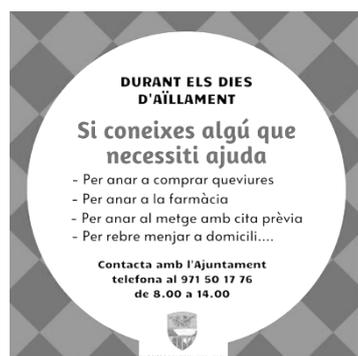 DURANT ELS DIES
D'AÏLLAMENT
Si coneixes algú que
necessiti ajuda
- Per anar a comprar queviures
- Per anar a la farmàcia
- Per anar al metge amb cita prèvia
- Per rebre menjar a domicili....
Contacta amb l'Ajuntament
telefona al 971 50 17 76
de 8.00 a 14.00